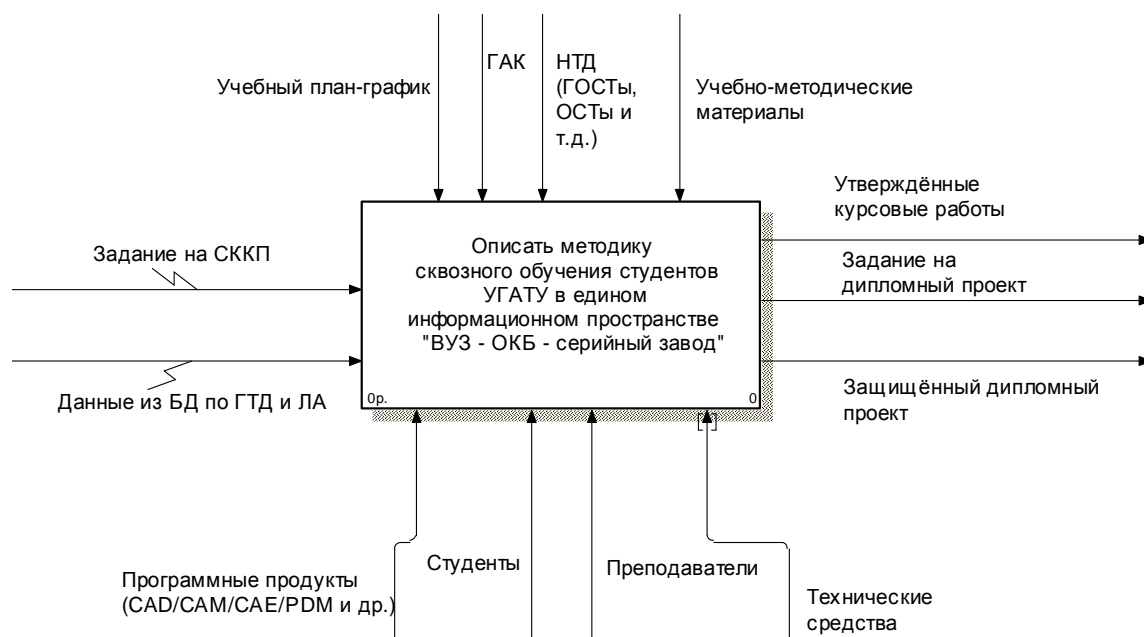 ГАК
НТД
(ГОСТы,
ОСТы и
т.д.)
Учебный план-график
Учебно-методические
материалы
Утверждённые
курсовые работы
Задание на СККП
Описать методику
сквозного обучения студентов
УГАТУ в едином
информационном пространстве
"ВУЗ - ОКБ - серийный завод"
Задание на
дипломный проект
Данные из БД по ГТД и ЛА
0р.
0
Защищённый дипломный
проект
Программные продукты
(CAD/CAM/CAE/PDM и др.)
Студенты
Преподаватели
Технические
средства